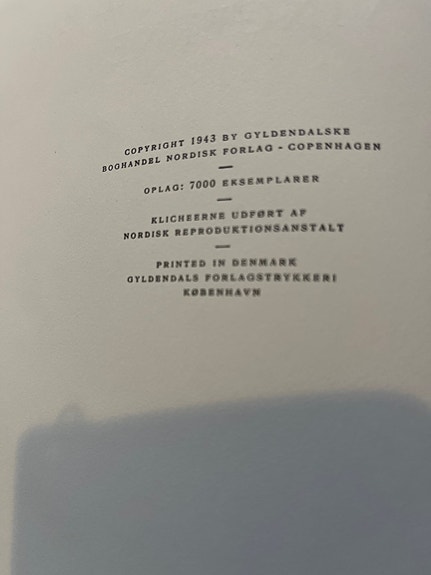 COPYRIGHT 1943 BY GYLDENDALSKE
BOGHANDEL NORDISK FORLAG - COPENHAGEN
OPLAG: 7000 EKSEMPLARER
KLICHEERNE UDFØRT AF
NORDISK REPRODUKTIONSANSTALT
PRINTED IN DENMARK
GYLDENDALS FORLAGSTRYKKERI
KØBENHAVN